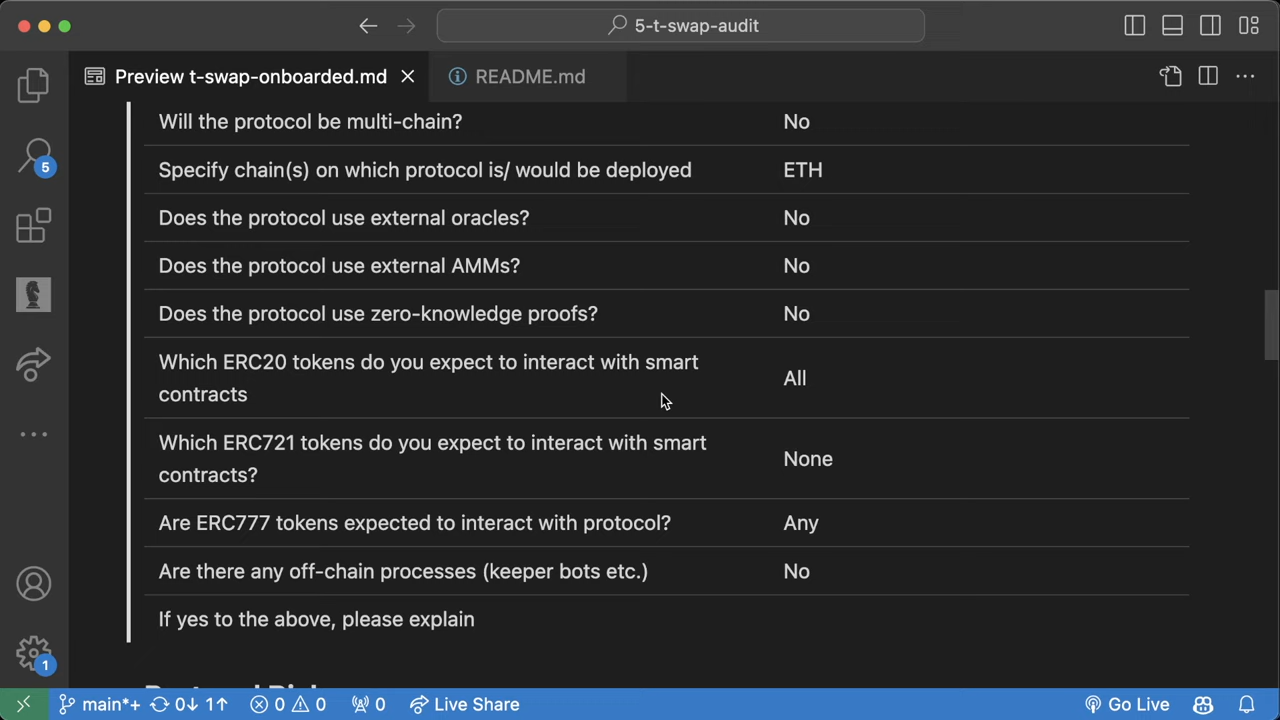 5-t-swap-audit
Preview t-swap-onboarded.md
README.md
Will the protocol be multi-chain? No
5
Specify chain(s) on which protocol is/ would be deployed ETH
Does the protocol use external oracles? No
Does the protocol use external AMMs? No
Does the protocol use zero-knowledge proofs? No
Which ERC20 tokens do you expect to interact with smart
contracts
All
Which ERC721 tokens do you expect to interact with smart
contracts?
None
Are ERC777 tokens expected to interact with protocol? Any
Are there any off-chain processes (keeper bots etc.) No
If yes to the above, please explain
1
main*+ 0↓ 1↑ 0 0 0 Live Share Go Live